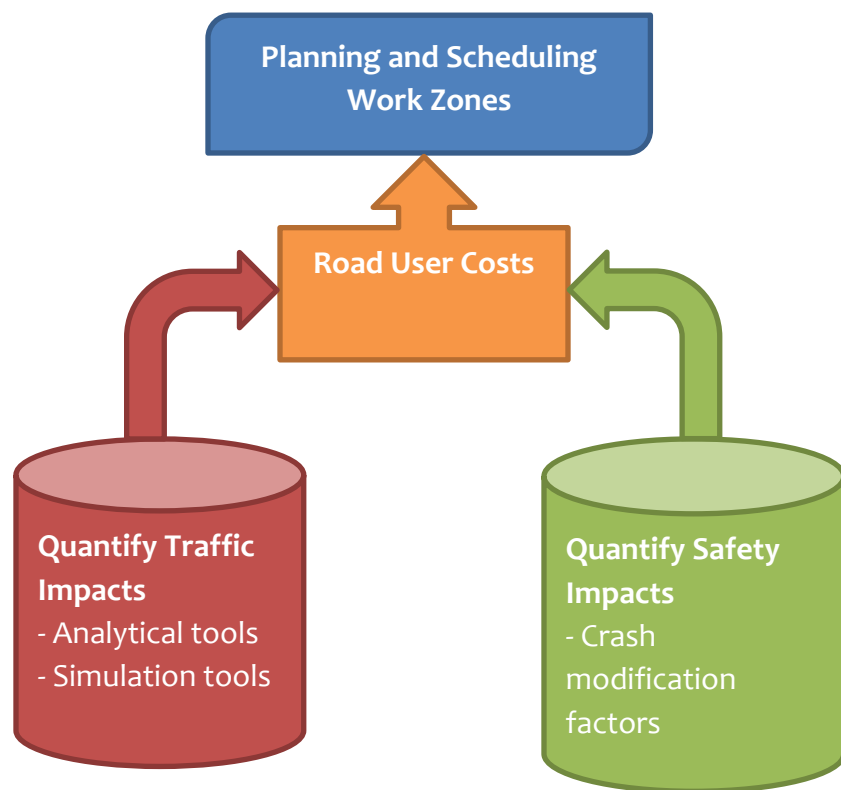 Planning and Scheduling
Work Zones
Road User Costs
Quantify Traffic
Impacts
- Analytical tools
- Simulation tools
Quantify Safety
Impacts
- Crash
modification
factors